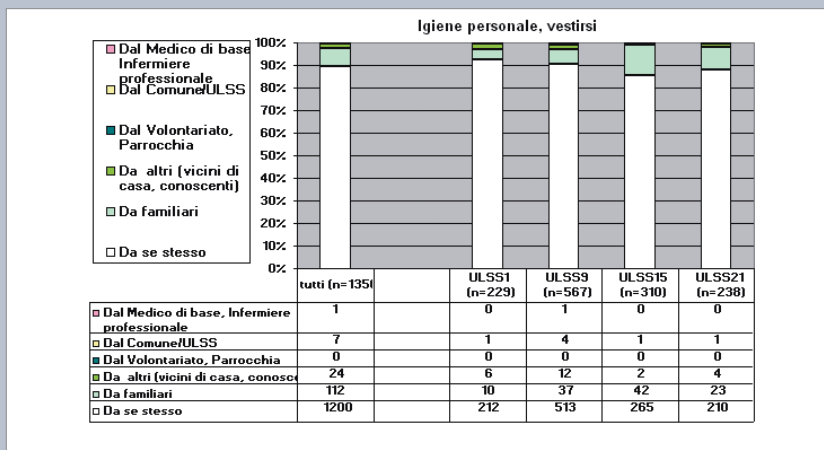 Igiene personale, vestirsi
Dal Medico di base
Infermiere
professionale
Dal Comune/ULSS
Dal Volontariato,
Parrocchia
Da altri (vicini di
casa, conoscenti)
Da familiari
Da se stesso
100%
90%
80%
70%
60%
50%
40%
30%
20%
10%
0%
tutti (n=1350
ULSS1 ULSS9 ULSS15 ULSS21
(n=229) (n=567) (n=310) (n=238)
Dal Medico di base, Infermiere 1 0 1 0 0
professionale
Dal Comune/ULSS 7 1 4 1 1
Dal Volontariato, Parrocchia 0 0 0 0 0
Da altri (vicini di casa, conosce 24 6 12 2 4
Da familiari 112 10 37 42 23
Da se stesso 1200 212 513 265 210